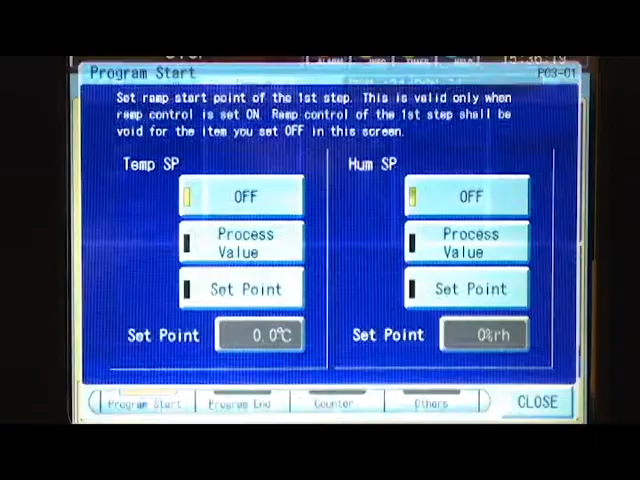 15:36:19
Program Start
P03-01
Set ramp start point of the 1st step. This is valid only when
ramp control is set ON. Ramp control of the 1st step shall be
void for the item you set OFF in this screen.
Temp SP
Hum SP
OFF
OFF
Process
Value
Process
Value
Set Point
Set Point
Set Point
0.0℃
Set Point
0%rh
Program Start
Program End
Counter
Others
CLOSE